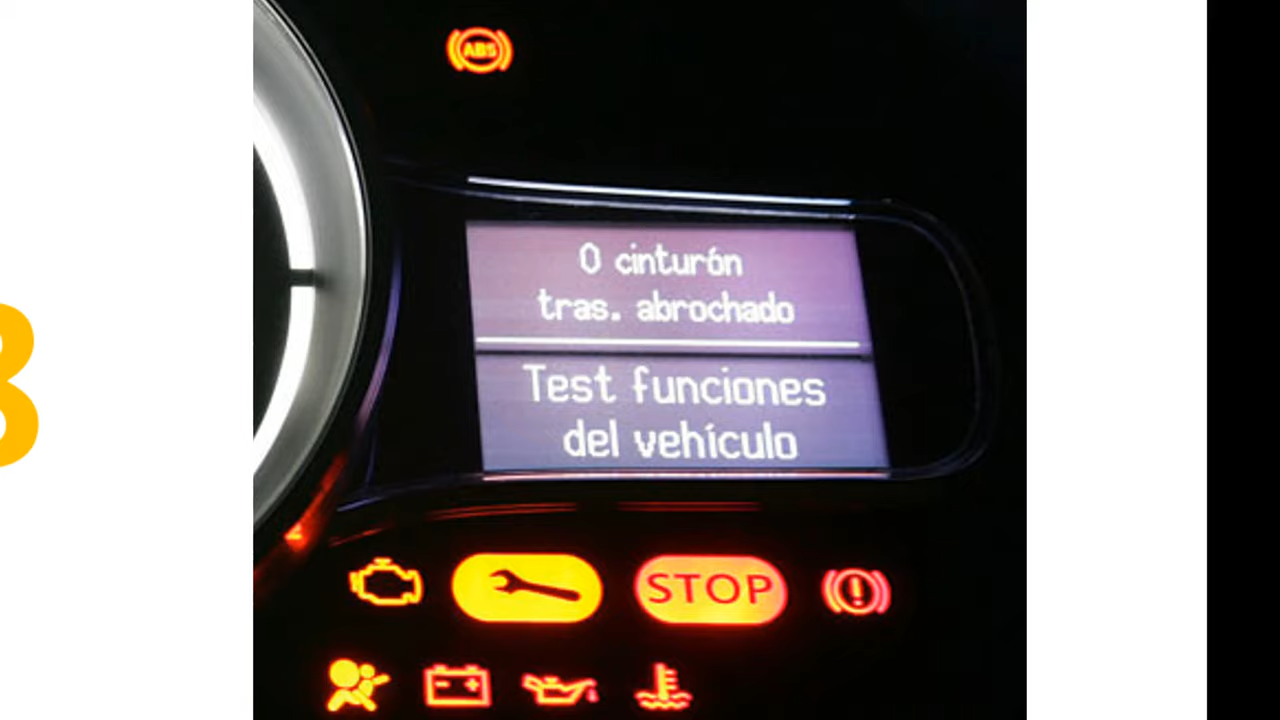 ABS
0 cinturón
tras. abrochado
Test funciones
del vehículo
STOP